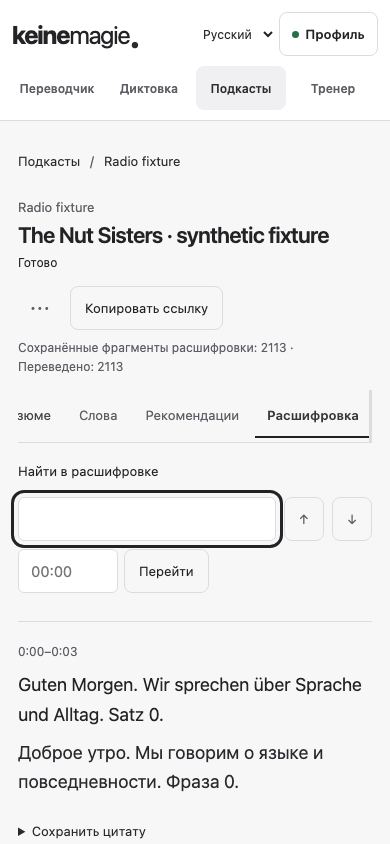 keinemagie.
Русский
Профиль
Переводчик Диктовка Подкасты Тренер
Подкасты / Radio fixture
Radio fixture
The Nut Sisters · synthetic fixture
Готово
··· Копировать ссылку
Сохранённые фрагменты расшифровки: 2113 ·
Переведено: 2113
зюме Слова Рекомендации Расшифровка
Найти в расшифровке
↑ ↓
00:00 Перейти
0:00–0:03
Guten Morgen. Wir sprechen über Sprache
und Alltag. Satz 0.
Доброе утро. Мы говорим о языке и
повседневности. Фраза 0.
Сохранить цитату